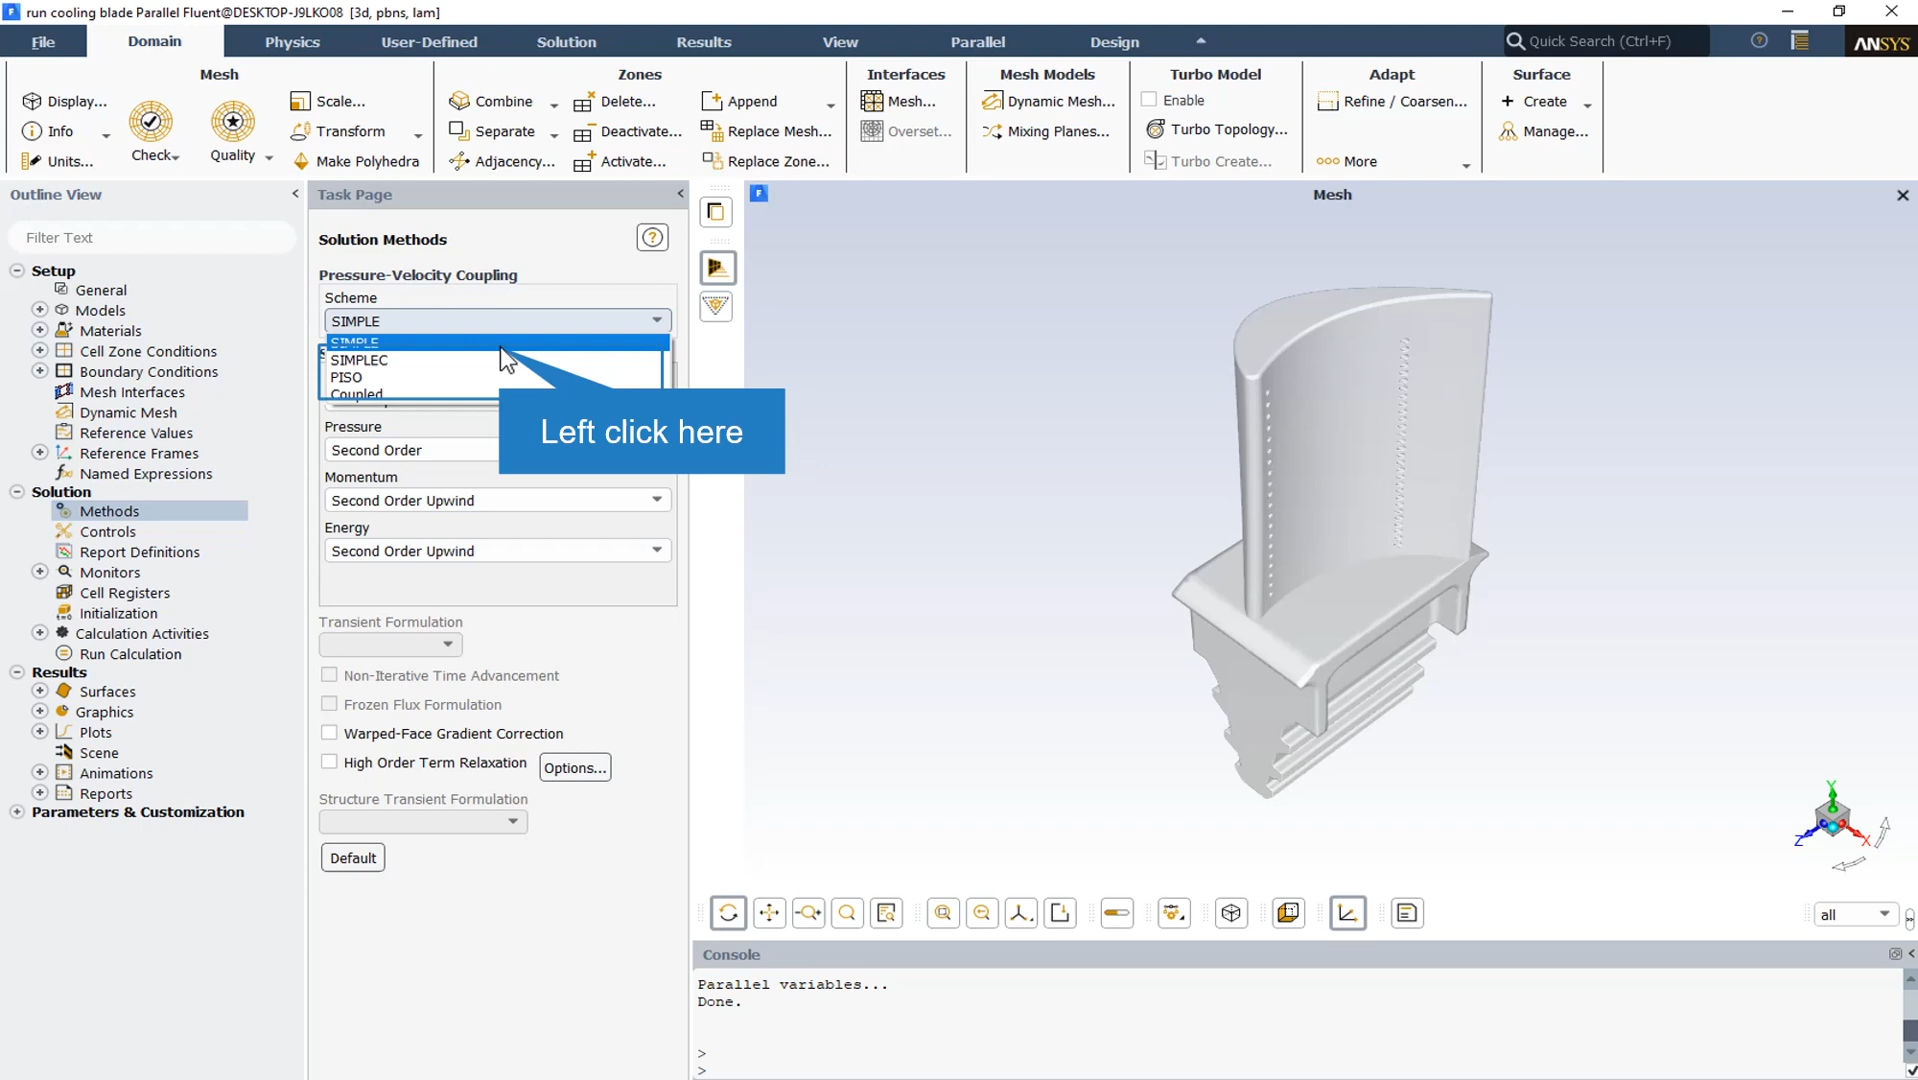 run cooling blade Parallel Fluent@DESKTOP-J9LKO08 [3d, pbns, lam]
File
Domain
Physics
User-Defined
Solution
Results
View
Parallel
Design
Quick Search (Ctrl+F)
ANSYS
Mesh
Display...
Info
Units...
Check
Quality
Scale...
Transform
Make Polyhedra
Zones
Combine
Separate
Adjacency...
Delete...
Deactivate...
Activate...
Append
Replace Mesh...
Replace Zone...
Interfaces
Mesh...
Overset...
Mesh Models
Dynamic Mesh...
Mixing Planes...
Turbo Model
Enable
Turbo Topology...
Turbo Create...
Adapt
Refine / Coarsen...
More
Surface
Create
Manage...
Outline View
Filter Text
Setup
General
Models
Materials
Cell Zone Conditions
Boundary Conditions
Mesh Interfaces
Dynamic Mesh
Reference Values
Reference Frames
Named Expressions
Solution
Methods
Controls
Report Definitions
Monitors
Cell Registers
Initialization
Calculation Activities
Run Calculation
Results
Surfaces
Graphics
Plots
Scene
Animations
Reports
Parameters & Customization
Task Page
Solution Methods
Pressure-Velocity Coupling
Scheme
SIMPLE
SIMPLE
SIMPLEC
PISO
Coupled
Left click here
Pressure
Second Order
Momentum
Second Order Upwind
Energy
Second Order Upwind
Transient Formulation
Non-Iterative Time Advancement
Frozen Flux Formulation
Warped-Face Gradient Correction
High Order Term Relaxation
Options...
Structure Transient Formulation
Default
Mesh
Y
Z
X
all
Console
Parallel variables...
Done.
>
>